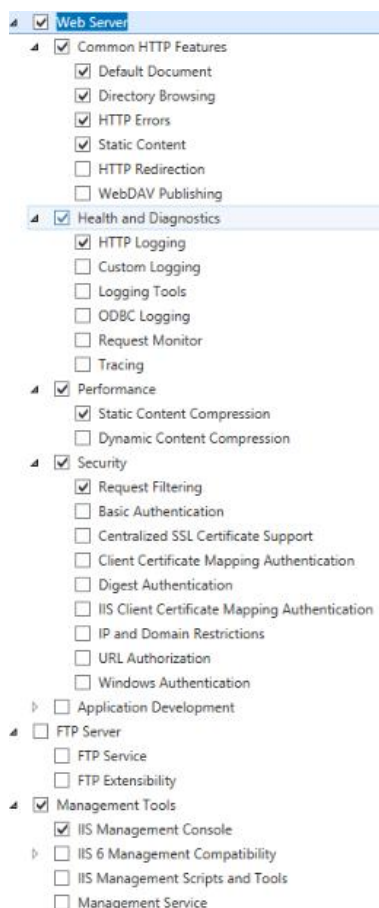 Web Server
Common HTTP Features
Default Document
Directory Browsing
HTTP Errors
Static Content
HTTP Redirection
WebDAV Publishing
Health and Diagnostics
HTTP Logging
Custom Logging
Logging Tools
ODBC Logging
Request Monitor
Tracing
Performance
Static Content Compression
Dynamic Content Compression
Security
Request Filtering
Basic Authentication
Centralized SSL Certificate Support
Client Certificate Mapping Authentication
Digest Authentication
IIS Client Certificate Mapping Authentication
IP and Domain Restrictions
URL Authorization
Windows Authentication
Application Development
FTP Server
FTP Service
FTP Extensibility
Management Tools
IIS Management Console
IIS 6 Management Compatibility
IIS Management Scripts and Tools
Management Service